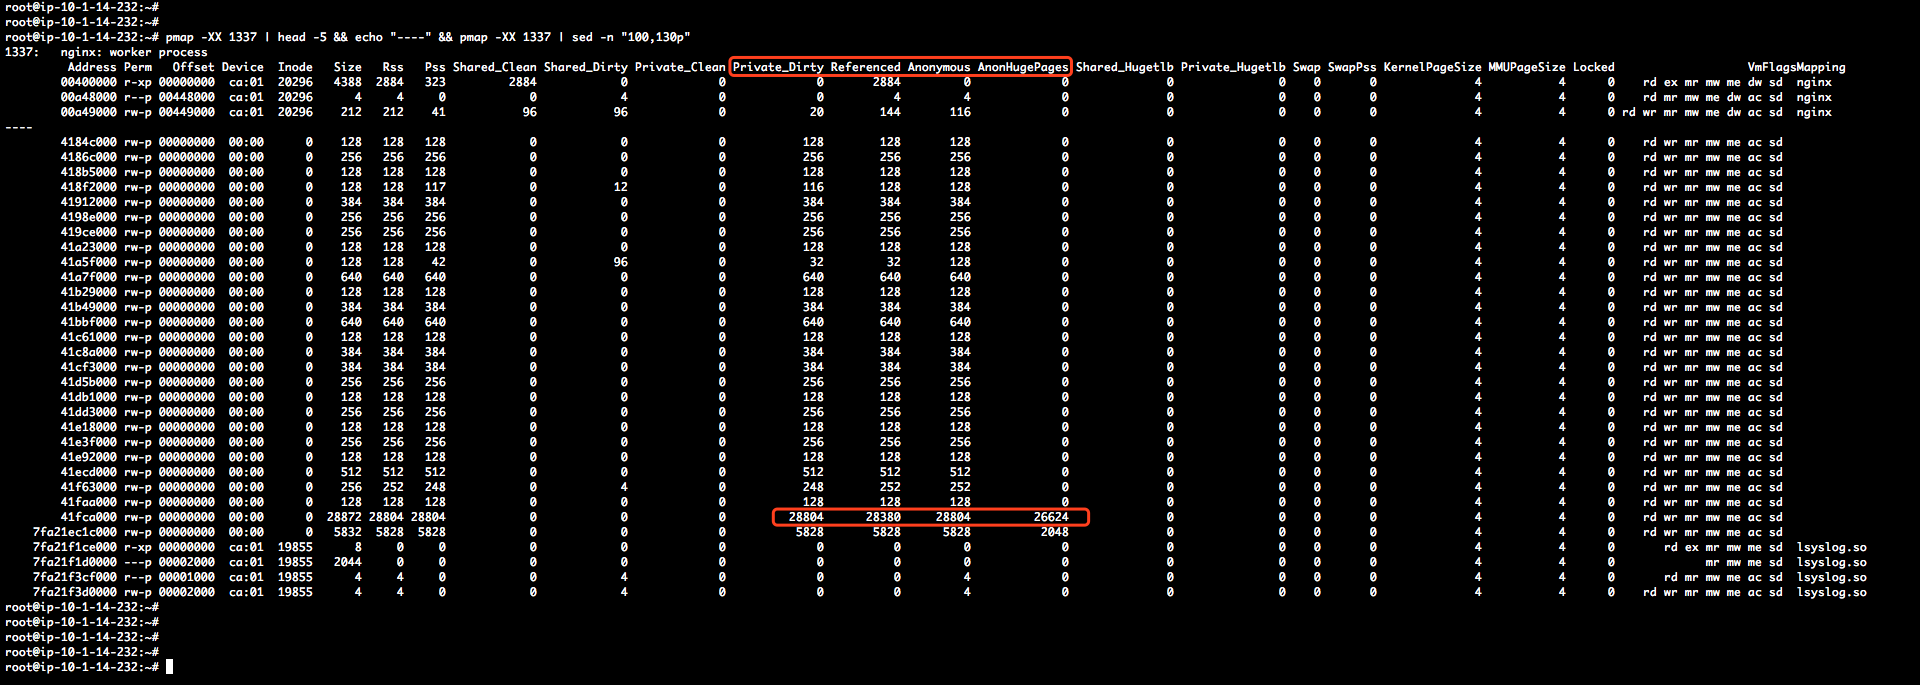 root@ip-10-1-14-232:~#
root@ip-10-1-14-232:~#
root@ip-10-1-14-232:~# pmap -XX 1337 | head -5 && echo "----" && pmap -XX 1337 | sed -n "100,130p"
1337: nginx: worker process
Address Perm Offset Device Inode Size Rss Pss Shared_Clean Shared_Dirty Private_Clean Private_Dirty Referenced Anonymous AnonHugePages Shared_Hugetlb Private_Hugetlb Swap SwapPss KernelPageSize MMUPageSize Locked VmFlagsMapping
00400000 r-xp 00000000 ca:01 20296 4388 2884 323 2884 0 0 0 2884 0 0 0 0 0 0 4 4 0 rd ex mr mw me dw sd nginx
00a48000 r--p 00448000 ca:01 20296 4 4 0 0 4 0 0 4 4 0 0 0 0 0 4 4 0 rd mr mw me dw ac sd nginx
00a49000 rw-p 00449000 ca:01 20296 212 212 41 96 96 0 20 144 116 0 0 0 0 0 4 4 0 rd wr mr mw me dw ac sd nginx
----
4184c000 rw-p 00000000 00:00 0 128 128 128 0 0 0 128 128 128 0 0 0 0 0 4 4 0 rd wr mr mw me ac sd
4186c000 rw-p 00000000 00:00 0 256 256 256 0 0 0 256 256 256 0 0 0 0 0 4 4 0 rd wr mr mw me ac sd
418b5000 rw-p 00000000 00:00 0 128 128 128 0 0 0 128 128 128 0 0 0 0 0 4 4 0 rd wr mr mw me ac sd
418f2000 rw-p 00000000 00:00 0 128 128 117 0 12 0 116 128 128 0 0 0 0 0 4 4 0 rd wr mr mw me ac sd
41912000 rw-p 00000000 00:00 0 384 384 384 0 0 0 384 384 384 0 0 0 0 0 4 4 0 rd wr mr mw me ac sd
4198e000 rw-p 00000000 00:00 0 256 256 256 0 0 0 256 256 256 0 0 0 0 0 4 4 0 rd wr mr mw me ac sd
419ce000 rw-p 00000000 00:00 0 256 256 256 0 0 0 256 256 256 0 0 0 0 0 4 4 0 rd wr mr mw me ac sd
41a23000 rw-p 00000000 00:00 0 128 128 128 0 0 0 128 128 128 0 0 0 0 0 4 4 0 rd wr mr mw me ac sd
41a5f000 rw-p 00000000 00:00 0 128 128 42 0 96 0 32 32 128 0 0 0 0 0 4 4 0 rd wr mr mw me ac sd
41a7f000 rw-p 00000000 00:00 0 640 640 640 0 0 0 640 640 640 0 0 0 0 0 4 4 0 rd wr mr mw me ac sd
41b29000 rw-p 00000000 00:00 0 128 128 128 0 0 0 128 128 128 0 0 0 0 0 4 4 0 rd wr mr mw me ac sd
41b49000 rw-p 00000000 00:00 0 384 384 384 0 0 0 384 384 384 0 0 0 0 0 4 4 0 rd wr mr mw me ac sd
41bbf000 rw-p 00000000 00:00 0 640 640 640 0 0 0 640 640 640 0 0 0 0 0 4 4 0 rd wr mr mw me ac sd
41c61000 rw-p 00000000 00:00 0 128 128 128 0 0 0 128 128 128 0 0 0 0 0 4 4 0 rd wr mr mw me ac sd
41c8a000 rw-p 00000000 00:00 0 384 384 384 0 0 0 384 384 384 0 0 0 0 0 4 4 0 rd wr mr mw me ac sd
41cf3000 rw-p 00000000 00:00 0 384 384 384 0 0 0 384 384 384 0 0 0 0 0 4 4 0 rd wr mr mw me ac sd
41d5b000 rw-p 00000000 00:00 0 256 256 256 0 0 0 256 256 256 0 0 0 0 0 4 4 0 rd wr mr mw me ac sd
41db1000 rw-p 00000000 00:00 0 128 128 128 0 0 0 128 128 128 0 0 0 0 0 4 4 0 rd wr mr mw me ac sd
41dd3000 rw-p 00000000 00:00 0 256 256 256 0 0 0 256 256 256 0 0 0 0 0 4 4 0 rd wr mr mw me ac sd
41e18000 rw-p 00000000 00:00 0 128 128 128 0 0 0 128 128 128 0 0 0 0 0 4 4 0 rd wr mr mw me ac sd
41e3f000 rw-p 00000000 00:00 0 256 256 256 0 0 0 256 256 256 0 0 0 0 0 4 4 0 rd wr mr mw me ac sd
41e92000 rw-p 00000000 00:00 0 128 128 128 0 0 0 128 128 128 0 0 0 0 0 4 4 0 rd wr mr mw me ac sd
41ecd000 rw-p 00000000 00:00 0 512 512 512 0 0 0 512 512 512 0 0 0 0 0 4 4 0 rd wr mr mw me ac sd
41f63000 rw-p 00000000 00:00 0 256 252 248 0 4 0 248 252 252 0 0 0 0 0 4 4 0 rd wr mr mw me ac sd
41faa000 rw-p 00000000 00:00 0 128 128 128 0 0 0 128 128 128 0 0 0 0 0 4 4 0 rd wr mr mw me ac sd
41fca000 rw-p 00000000 00:00 0 28872 28804 28804 0 0 0 28804 28380 28804 26624 0 0 0 0 4 4 0 rd wr mr mw me ac sd
7fa21ec1c000 rw-p 00000000 00:00 0 5832 5828 5828 0 0 0 5828 5828 5828 2048 0 0 0 0 4 4 0 rd wr mr mw me ac sd
7fa21f1ce000 r-xp 00000000 ca:01 19855 8 0 0 0 0 0 0 0 0 0 0 0 0 0 4 4 0 rd ex mr mw me sd lsyslog.so
7fa21f1d0000 ---p 00002000 ca:01 19855 2044 0 0 0 0 0 0 0 0 0 0 0 0 0 4 4 0 mr mw me sd lsyslog.so
7fa21f3cf000 r--p 00001000 ca:01 19855 4 4 0 0 4 0 0 0 4 0 0 0 0 0 4 4 0 rd mr mw me ac sd lsyslog.so
7fa21f3d0000 rw-p 00002000 ca:01 19855 4 4 0 0 4 0 0 0 4 0 0 0 0 0 4 4 0 rd wr mr mw me ac sd lsyslog.so
root@ip-10-1-14-232:~#
root@ip-10-1-14-232:~#
root@ip-10-1-14-232:~#
root@ip-10-1-14-232:~#
root@ip-10-1-14-232:~#